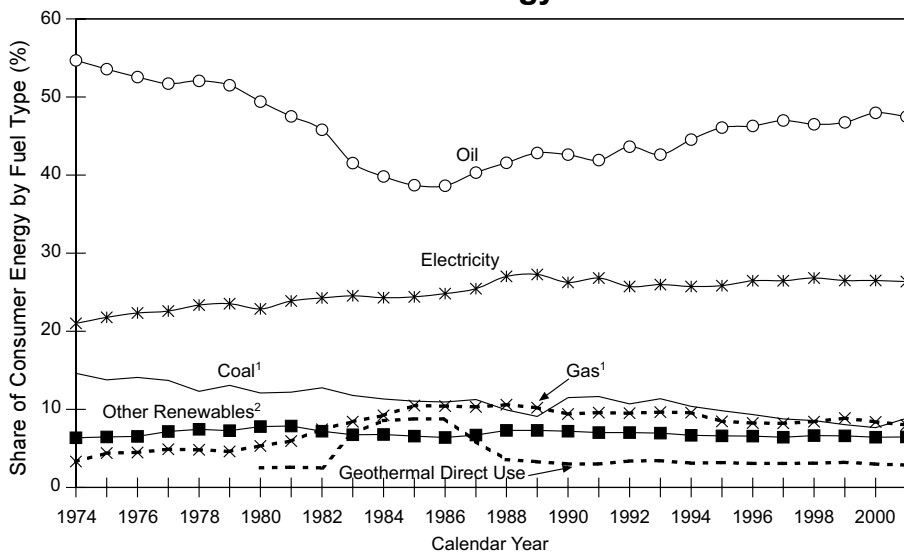 60
50
40
30
20
10
0
Share of Consumer Energy by Fuel Type (%)
Oil
Electricity
Coal¹
Gas¹
Other Renewables²
Geothermal Direct Use
1974 1976 1978 1980 1982 1984 1986 1988 1990 1992 1994 1996 1998 2000
Calendar Year